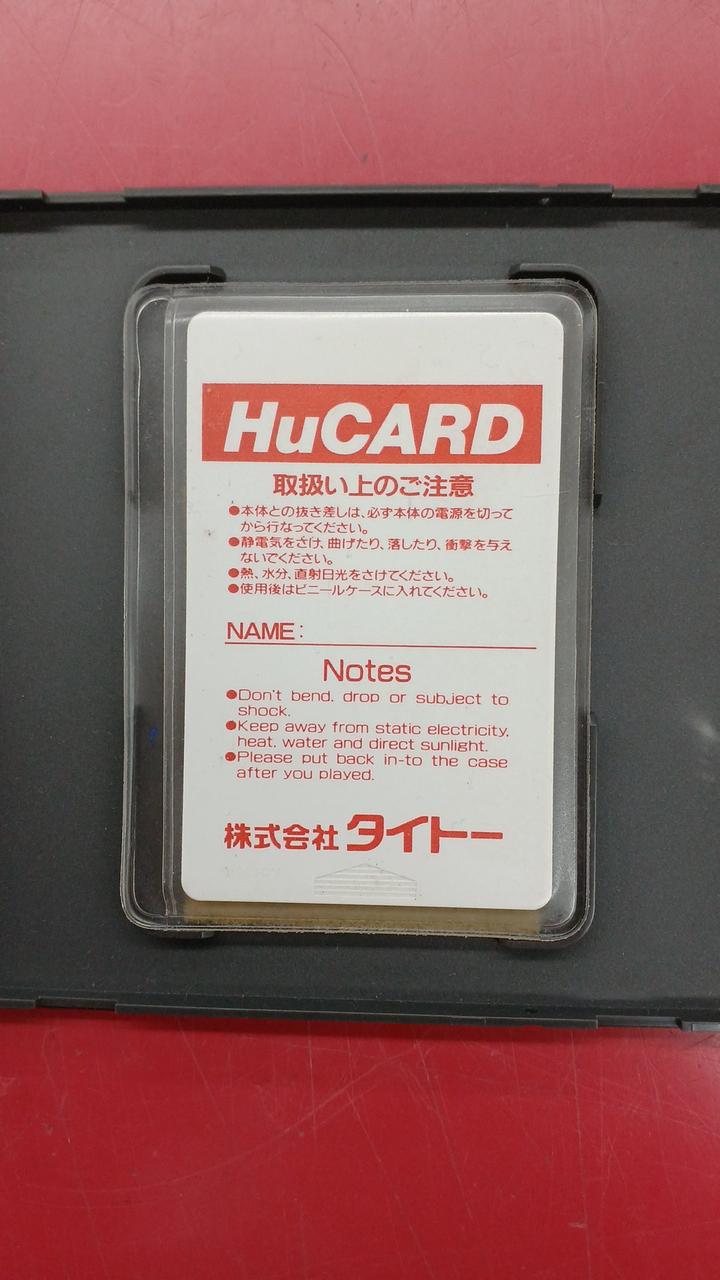 HuCARD
取扱い上のご注意
●本体との抜き差しは、必ず本体の電源を切って
から行なってください。
●静電気をさけ、曲げたり、落したり、衝撃を与え
ないでください。
●熱、水分、直射日光をさけてください。
●使用後はビニールケースに入れてください。
NAME:
Notes
●Don't bend, drop or subject to
shock.
●Keep away from static electricity,
heat, water and direct sunlight.
●Please put back in-to the case
after you played.
株式会社タイトー